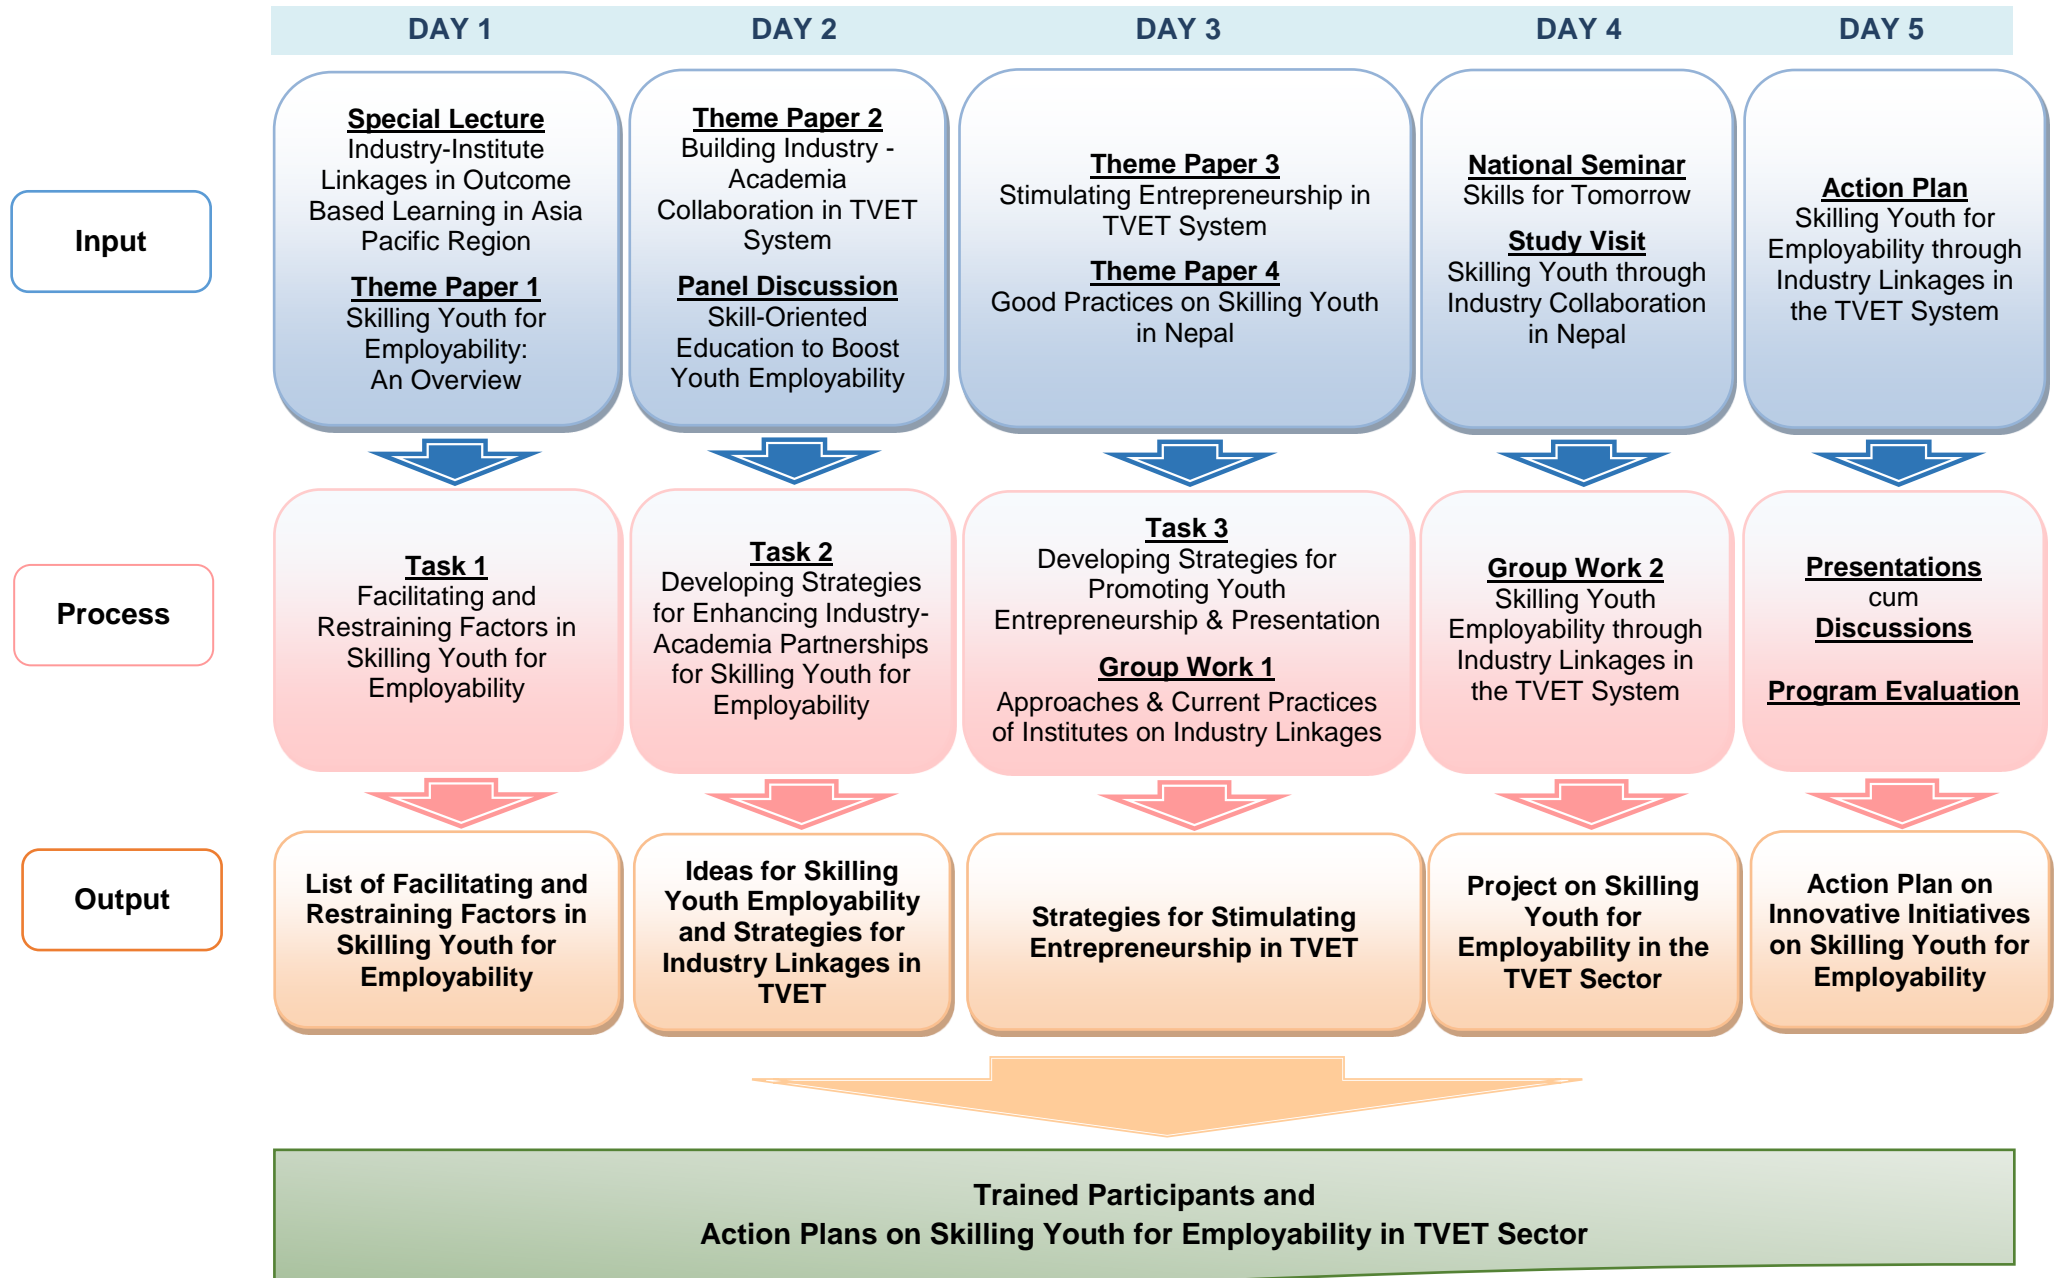 DAY 1
DAY 2
DAY 3
DAY 4
DAY 5
Input
Special Lecture
Industry-Institute
Linkages in Outcome
Based Learning in Asia
Pacific Region
Theme Paper 1
Skilling Youth for
Employability:
An Overview
Theme Paper 2
Building Industry -
Academia
Collaboration in TVET
System
Panel Discussion
Skill-Oriented
Education to Boost
Youth Employability
Theme Paper 3
Stimulating Entrepreneurship in
TVET System
Theme Paper 4
Good Practices on Skilling Youth
in Nepal
National Seminar
Skills for Tomorrow
Study Visit
Skilling Youth through
Industry Collaboration
in Nepal
Action Plan
Skilling Youth for
Employability through
Industry Linkages in
the TVET System
Process
Task 1
Facilitating and
Restraining Factors in
Skilling Youth for
Employability
Task 2
Developing Strategies
for Enhancing Industry-
Academia Partnerships
for Skilling Youth for
Employability
Task 3
Developing Strategies for
Promoting Youth
Entrepreneurship & Presentation
Group Work 1
Approaches & Current Practices
of Institutes on Industry Linkages
Group Work 2
Skilling Youth
Employability through
Industry Linkages in
the TVET System
Presentations
cum
Discussions
Program Evaluation
Output
List of Facilitating and
Restraining Factors in
Skilling Youth for
Employability
Ideas for Skilling
Youth Employability
and Strategies for
Industry Linkages in
TVET
Strategies for Stimulating
Entrepreneurship in TVET
Project on Skilling
Youth for
Employability in the
TVET Sector
Action Plan on
Innovative Initiatives
on Skilling Youth for
Employability
Trained Participants and
Action Plans on Skilling Youth for Employability in TVET Sector